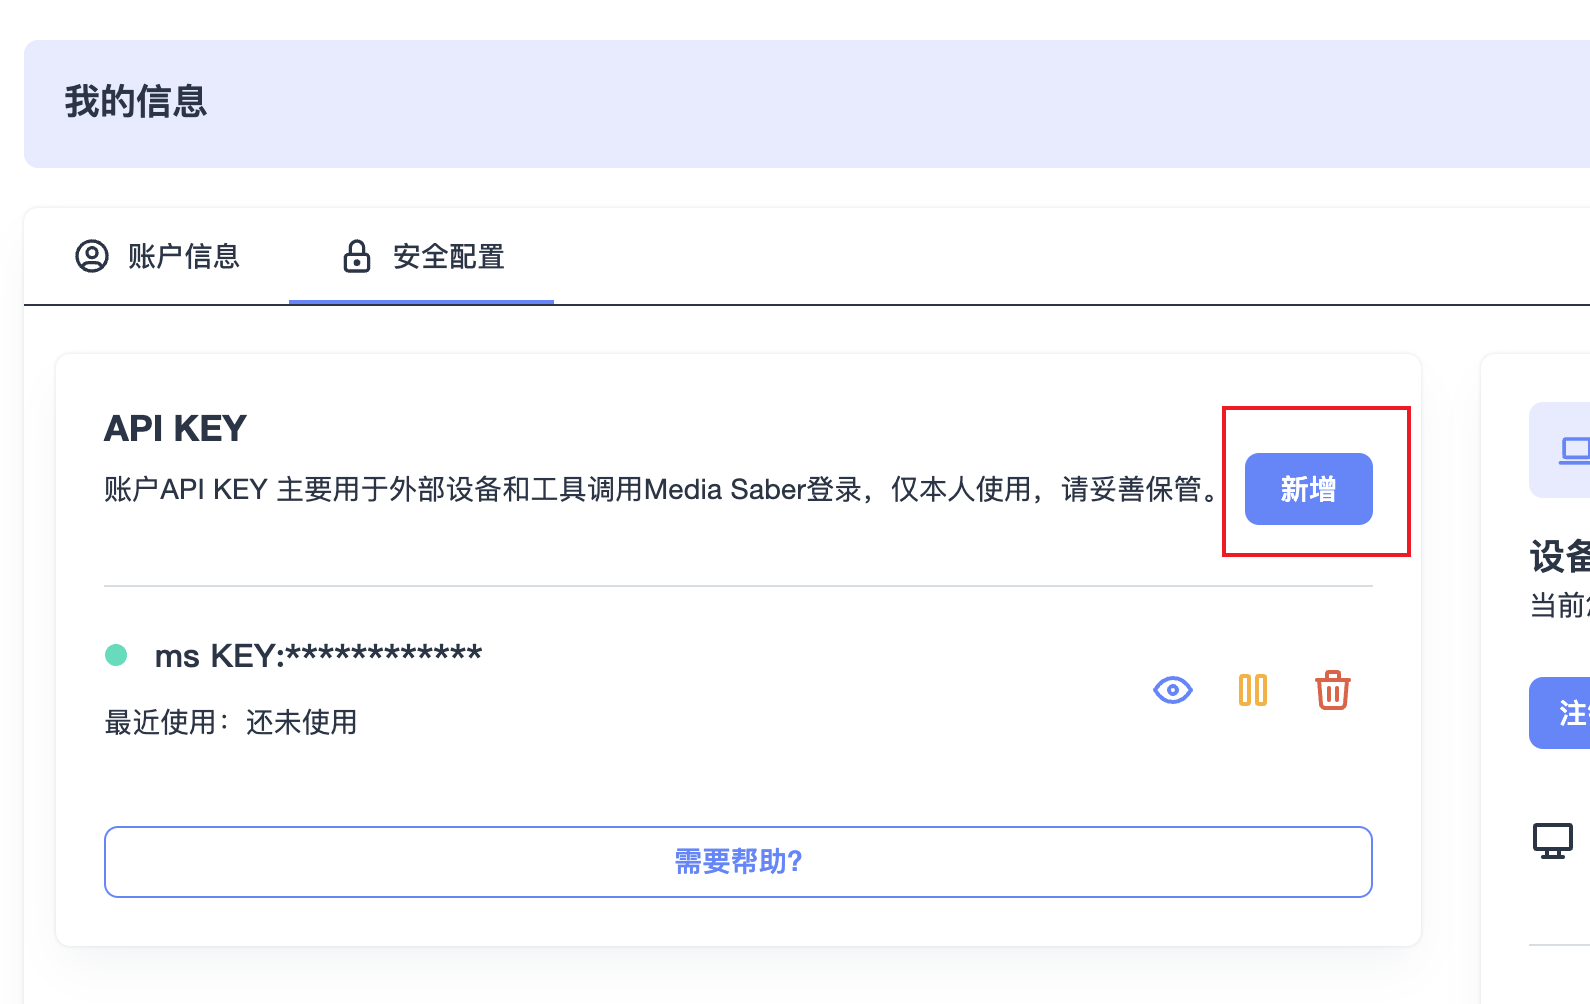 我的信息
账户信息
安全配置
API KEY
账户API KEY 主要用于外部设备和工具调用Media Saber登录，仅本人使用，请妥善保管。
新增
ms KEY:************
最近使用：还未使用
需要帮助?
设备
当前
注